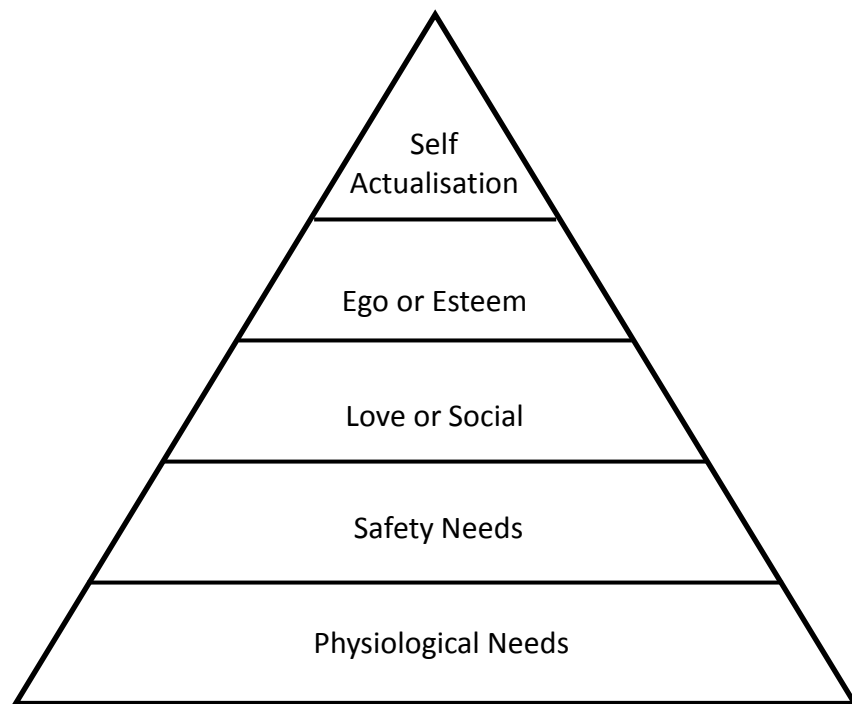 Self
Actualisation
Ego or Esteem
Love or Social
Safety Needs
Physiological Needs